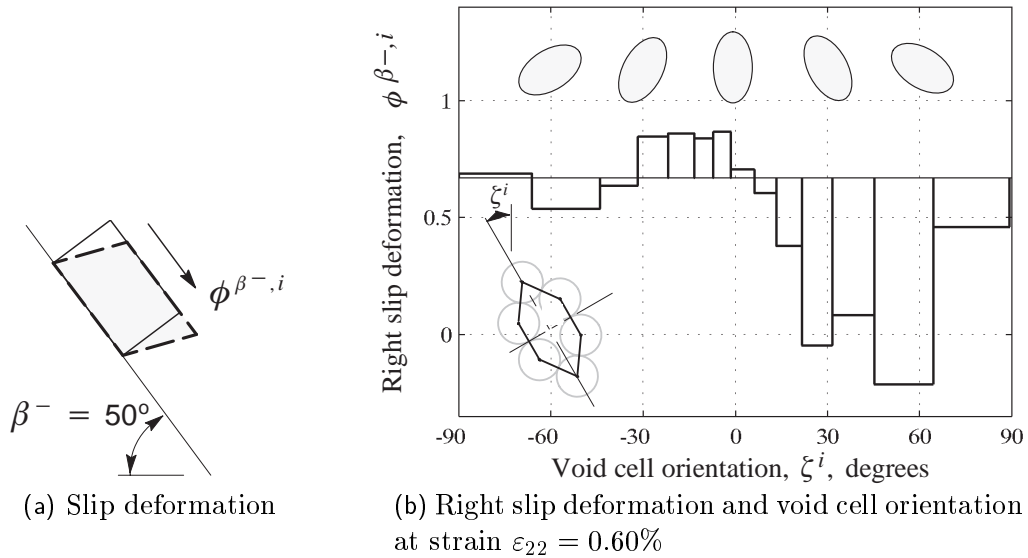 ϕ β⁻,i
β⁻ = 50º
(a) Slip deformation
Right slip deformation, ϕ β⁻,i
1
0.5
0
ζ i
-90 -60 -30 0 30 60 90
Void cell orientation, ζ i, degrees
(b) Right slip deformation and void cell orientation
at strain ε₂₂ = 0.60%